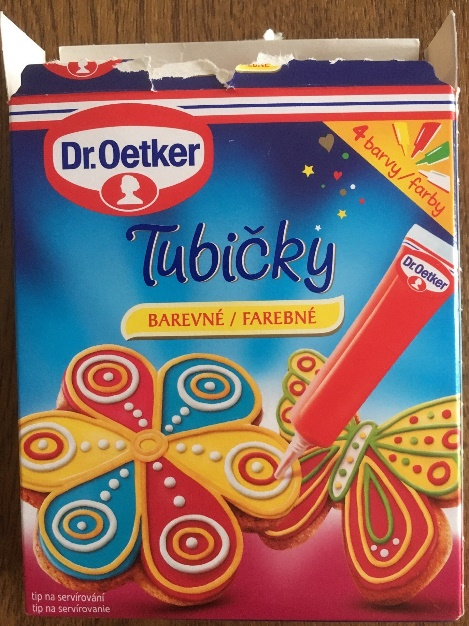 Dr.Oetker
4 barvy/farby
Tubičky
Dr.Oetker
BAREVNÉ / FAREBNÉ
tip na servírování
tip na servírovanie